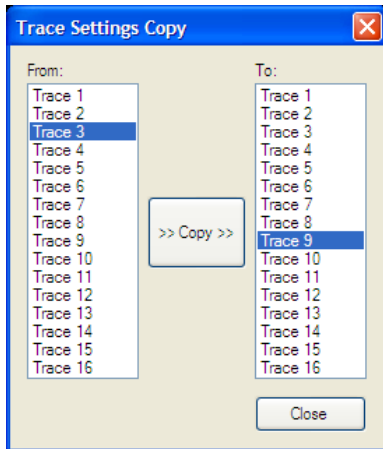 Trace Settings Copy
From:
Trace 1
Trace 2
Trace 3
Trace 4
Trace 5
Trace 6
Trace 7
Trace 8
Trace 9
Trace 10
Trace 11
Trace 12
Trace 13
Trace 14
Trace 15
Trace 16
>> Copy >>
To:
Trace 1
Trace 2
Trace 3
Trace 4
Trace 5
Trace 6
Trace 7
Trace 8
Trace 9
Trace 10
Trace 11
Trace 12
Trace 13
Trace 14
Trace 15
Trace 16
Close